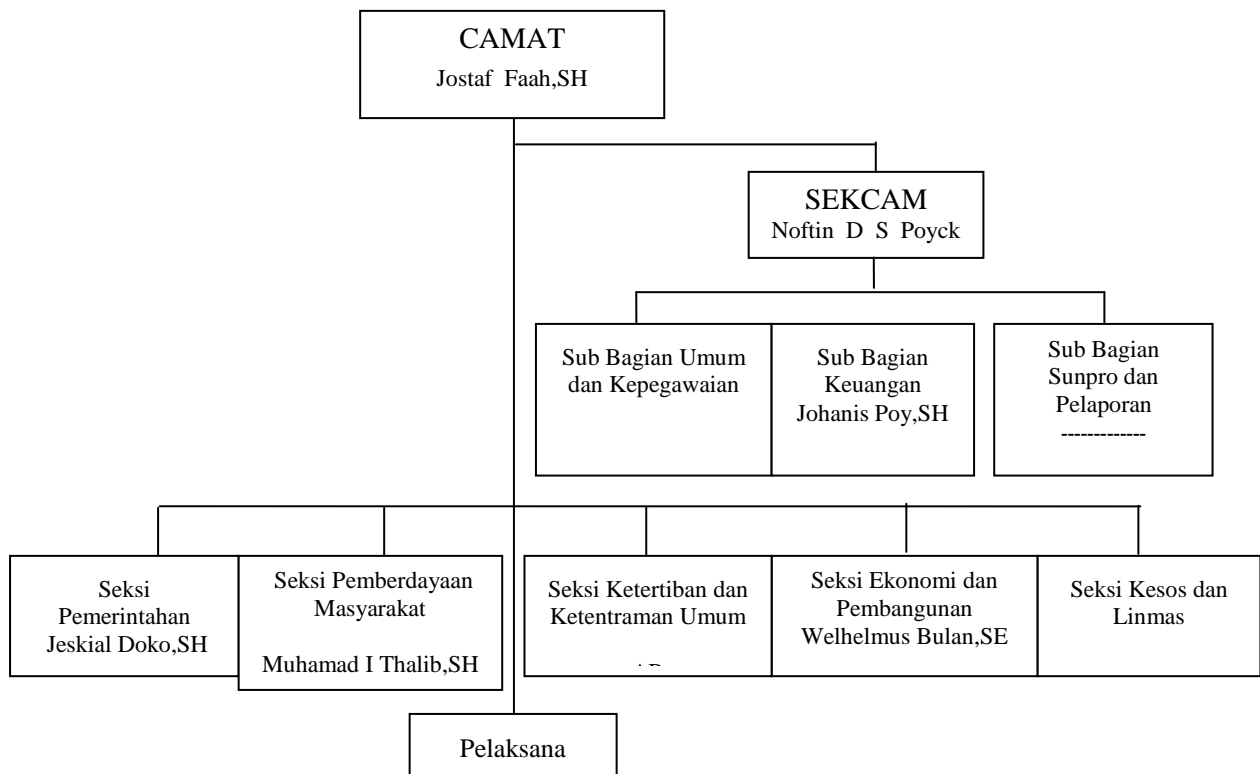 CAMAT
Jostaf Faah,SH
SEKCAM
Noftin D S Poyck
Sub Bagian Umum
dan Kepegawaian
Sub Bagian
Keuangan
Johanis Poy,SH
Sub Bagian
Sunpro dan
Pelaporan
-------------
Seksi
Pemerintahan
Jeskial Doko,SH
Seksi Pemberdayaan
Masyarakat
Muhamad I Thalib,SH
Seksi Ketertiban dan
Ketentraman Umum
Seksi Ekonomi dan
Pembangunan
Welhelmus Bulan,SE
Seksi Kesos dan
Linmas
Pelaksana